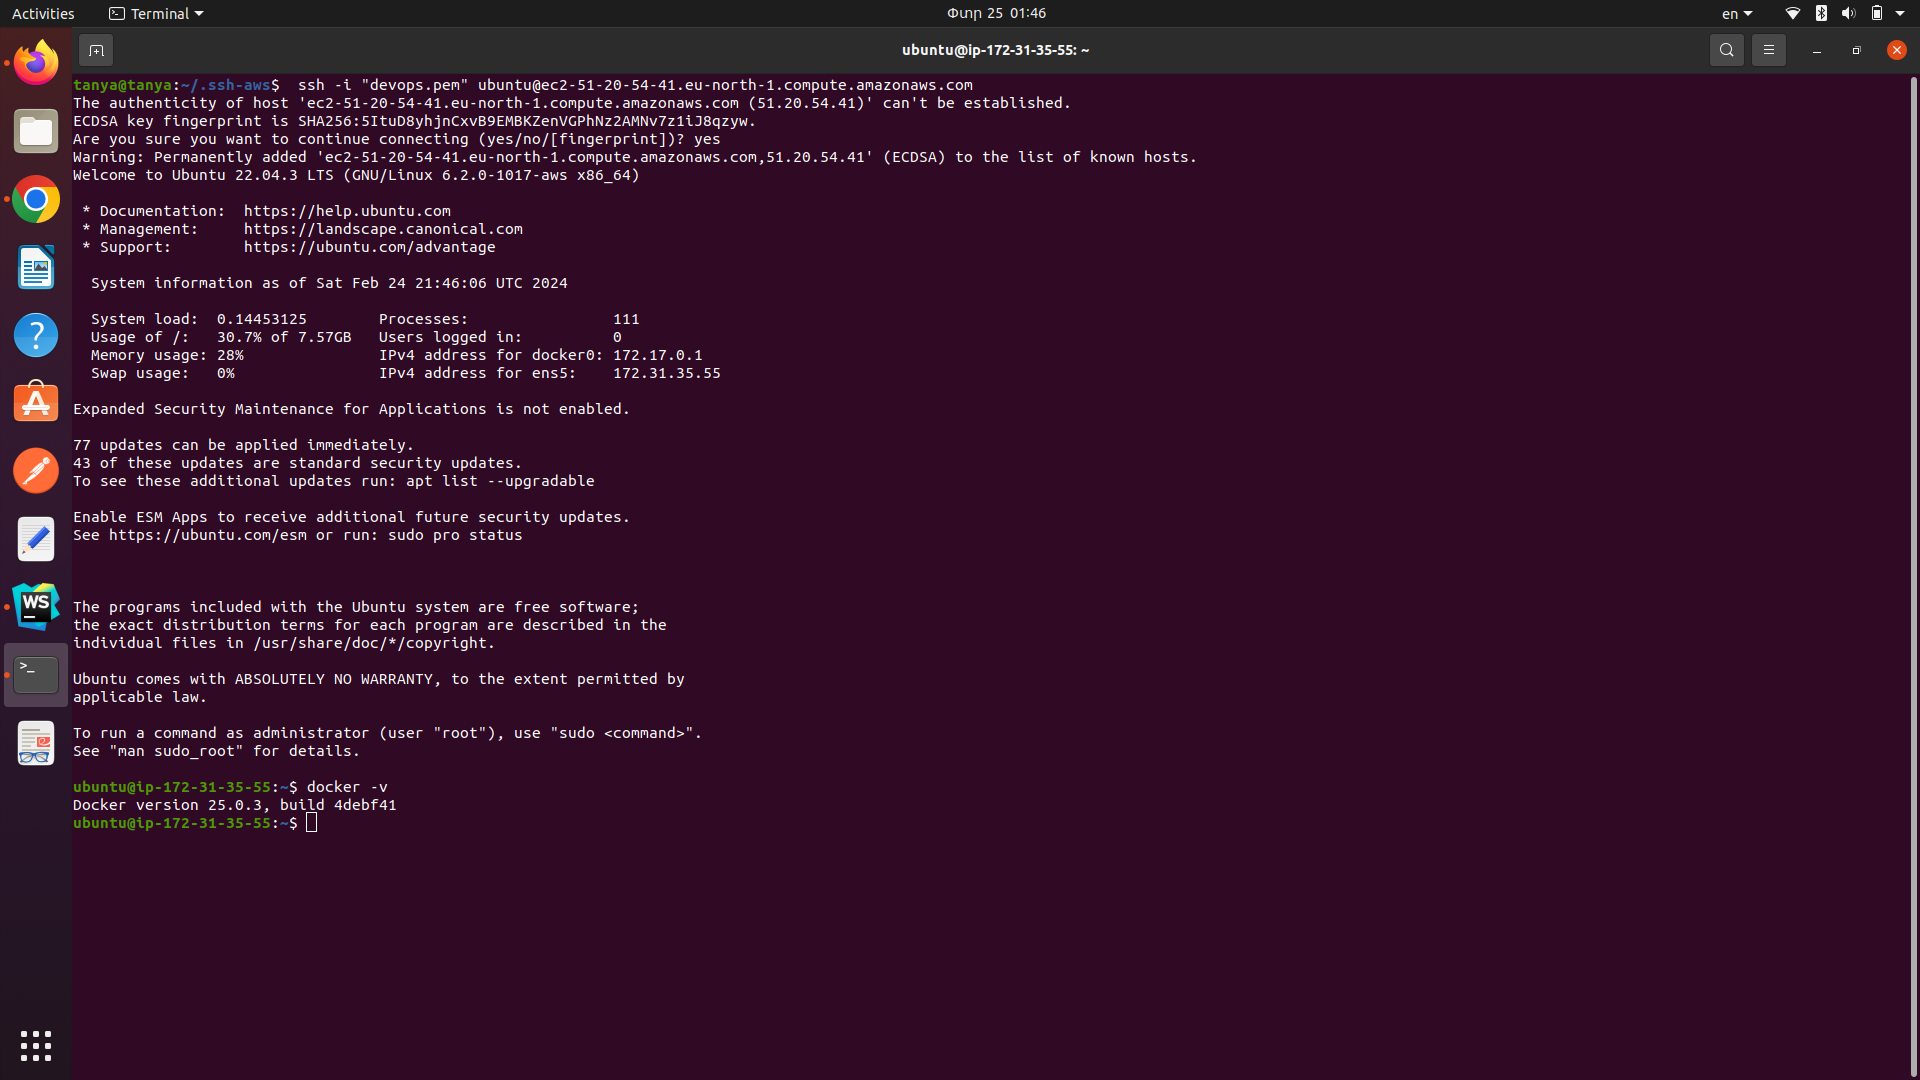 Activities Terminal Փտր 25 01:46 en
ubuntu@ip-172-31-35-55: ~
tanya@tanya:~/.ssh-aws$  ssh -i "devops.pem" ubuntu@ec2-51-20-54-41.eu-north-1.compute.amazonaws.com
The authenticity of host 'ec2-51-20-54-41.eu-north-1.compute.amazonaws.com (51.20.54.41)' can't be established.
ECDSA key fingerprint is SHA256:5ItuD8yhjnCxvB9EMBKZenVGPhNz2AMNv7z1iJ8qzyw.
Are you sure you want to continue connecting (yes/no/[fingerprint])? yes
Warning: Permanently added 'ec2-51-20-54-41.eu-north-1.compute.amazonaws.com,51.20.54.41' (ECDSA) to the list of known hosts.
Welcome to Ubuntu 22.04.3 LTS (GNU/Linux 6.2.0-1017-aws x86_64)
* Documentation:  https://help.ubuntu.com
* Management:     https://landscape.canonical.com
* Support:        https://ubuntu.com/advantage
System information as of Sat Feb 24 21:46:06 UTC 2024
System load:  0.14453125        Processes:                111
Usage of /:   30.7% of 7.57GB   Users logged in:          0
Memory usage: 28%               IPv4 address for docker0: 172.17.0.1
Swap usage:   0%                IPv4 address for ens5:    172.31.35.55
Expanded Security Maintenance for Applications is not enabled.
77 updates can be applied immediately.
43 of these updates are standard security updates.
To see these additional updates run: apt list --upgradable
Enable ESM Apps to receive additional future security updates.
See https://ubuntu.com/esm or run: sudo pro status
The programs included with the Ubuntu system are free software;
the exact distribution terms for each program are described in the
individual files in /usr/share/doc/*/copyright.
Ubuntu comes with ABSOLUTELY NO WARRANTY, to the extent permitted by
applicable law.
To run a command as administrator (user "root"), use "sudo <command>".
See "man sudo_root" for details.
ubuntu@ip-172-31-35-55:~$ docker -v
Docker version 25.0.3, build 4debf41
ubuntu@ip-172-31-35-55:~$
WS